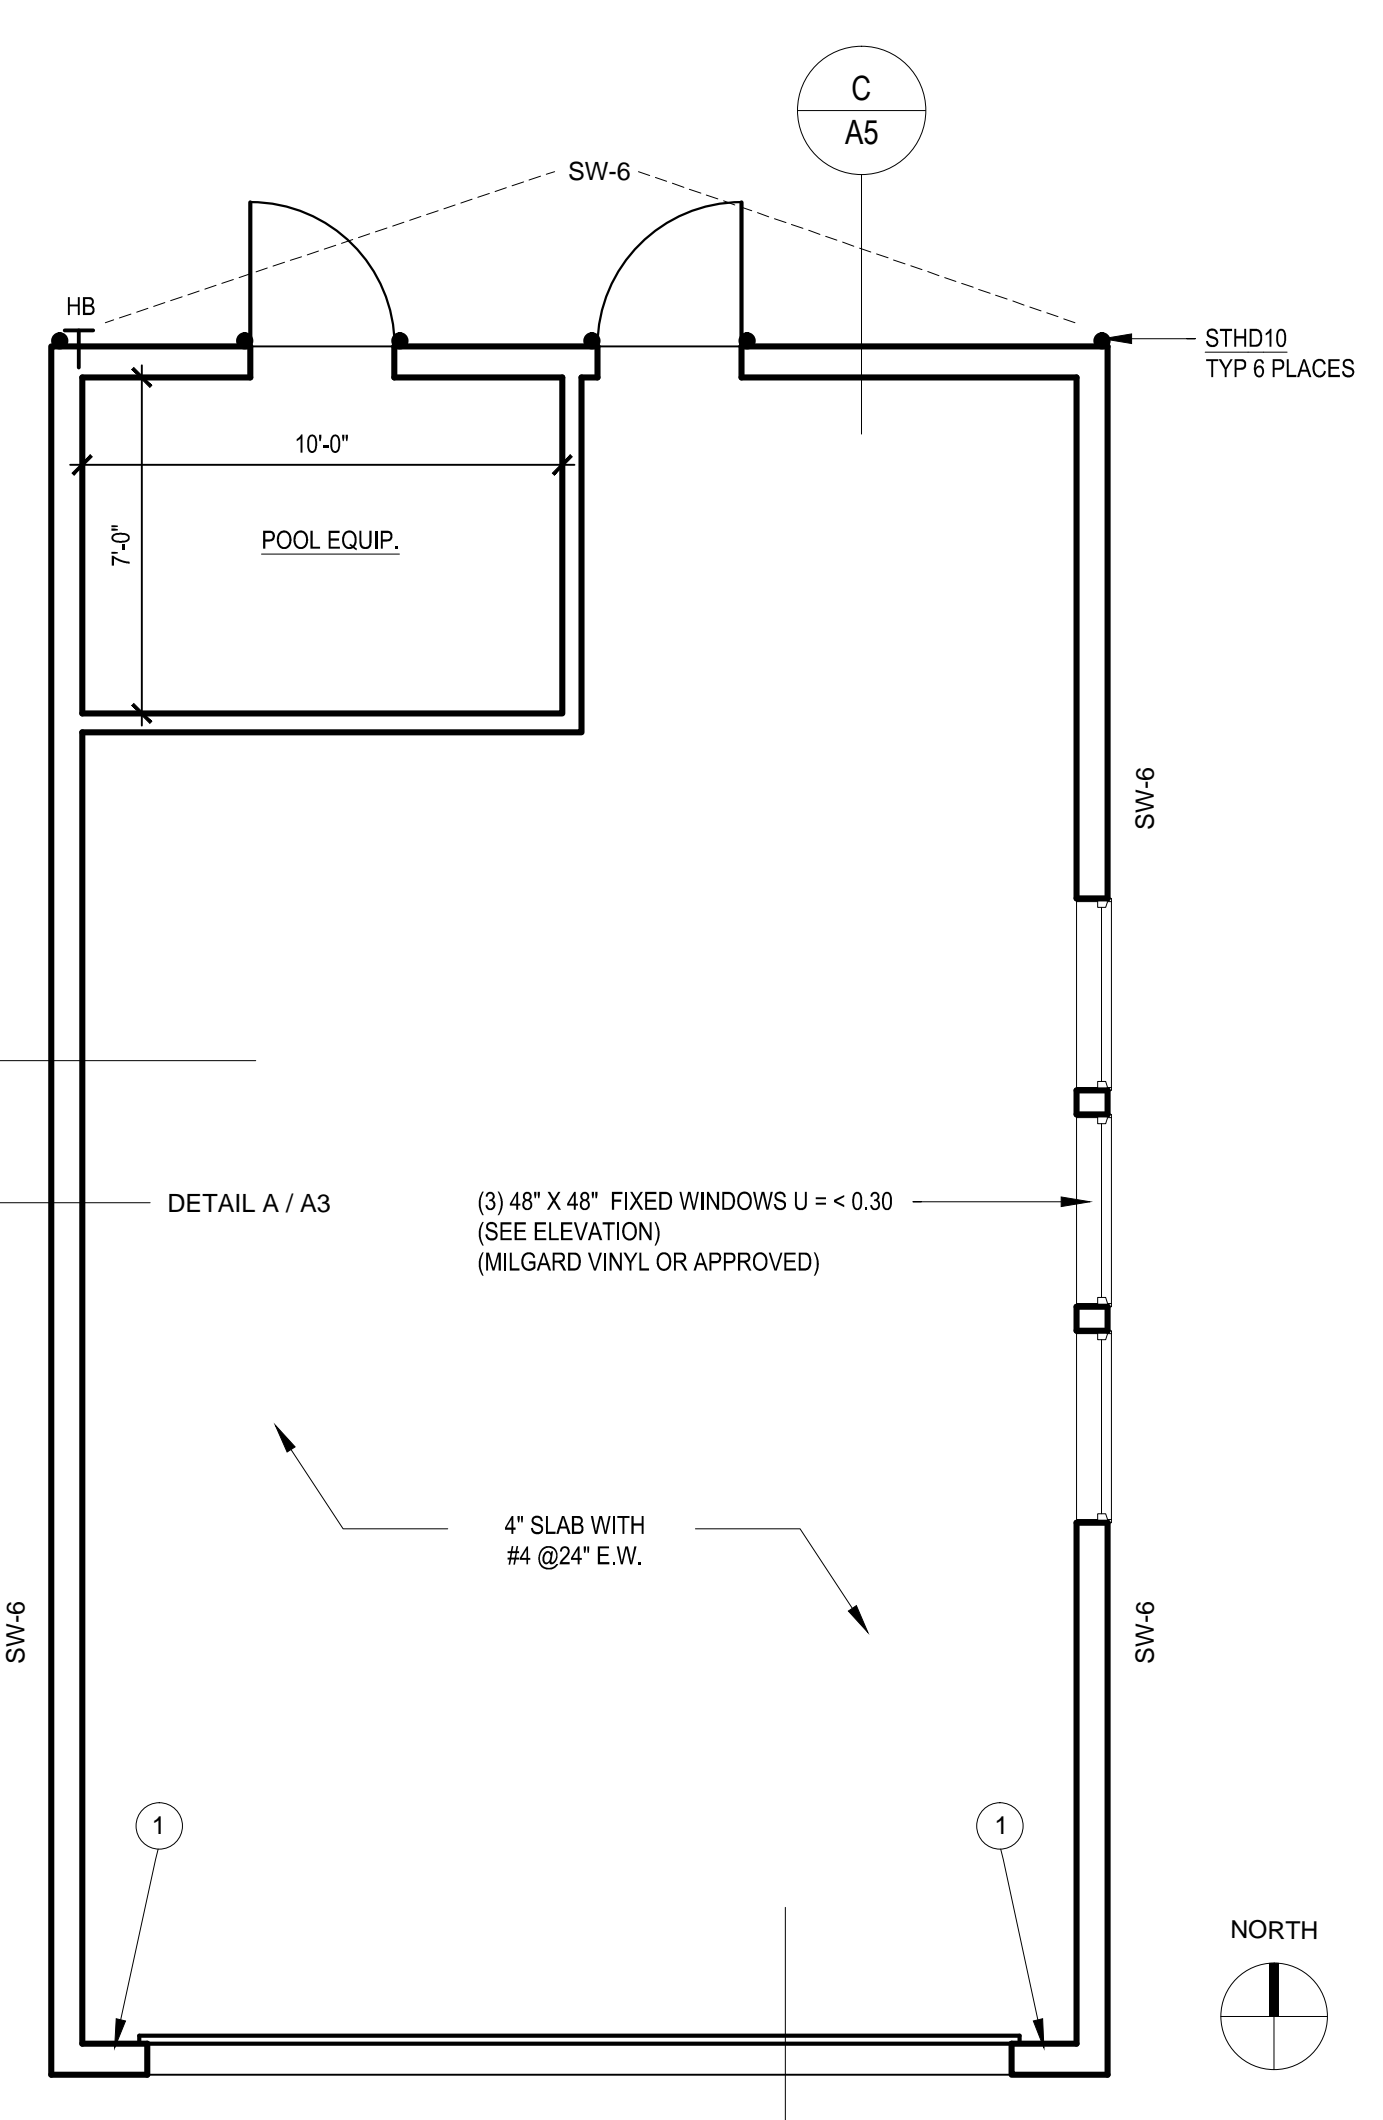 C
A5
SW-6
HB
STHD10
TYP 6 PLACES
10'-0"
7'-0"
POOL EQUIP.
SW-6
DETAIL A / A3
(3) 48" X 48" FIXED WINDOWS U = < 0.30
(SEE ELEVATION)
(MILGARD VINYL OR APPROVED)
4" SLAB WITH
#4 @24" E.W.
SW-6
SW-6
1
1
NORTH